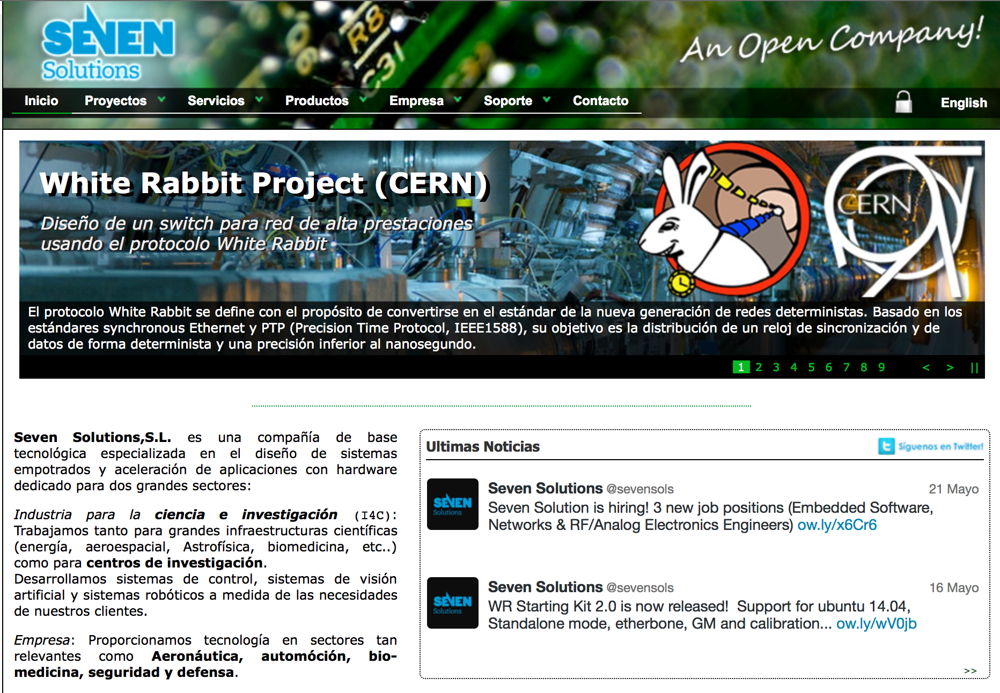 SEVEN
Solutions
An Open Company!
R8
C31
Inicio Proyectos Servicios Productos Empresa Soporte Contacto English
White Rabbit Project (CERN)
Diseño de un switch para red de alta prestaciones
usando el protocolo White Rabbit
CERN
El protocolo White Rabbit se define con el propósito de convertirse en el estándar de la nueva generación de redes deterministas. Basado en los
estándares synchronous Ethernet y PTP (Precision Time Protocol, IEEE1588), su objetivo es la distribución de un reloj de sincronización y de
datos de forma determinista y una precisión inferior al nanosegundo.
1 2 3 4 5 6 7 8 9 < > ||
Seven Solutions,S.L. es una compañía de base
tecnológica especializada en el diseño de sistemas
empotrados y aceleración de aplicaciones con hardware
dedicado para dos grandes sectores:
Industria para la ciencia e investigación (I4C):
Trabajamos tanto para grandes infraestructuras científicas
(energía, aeroespacial, Astrofísica, biomedicina, etc..)
como para centros de investigación.
Desarrollamos sistemas de control, sistemas de visión
artificial y sistemas robóticos a medida de las necesidades
de nuestros clientes.
Empresa: Proporcionamos tecnología en sectores tan
relevantes como Aeronáutica, automóción, bio-
medicina, seguridad y defensa.
Ultimas Noticias
Síguenos en Twitter!
SEVEN
Solutions
Seven Solutions @sevensols 21 Mayo
Seven Solution is hiring! 3 new job positions (Embedded Software,
Networks & RF/Analog Electronics Engineers) ow.ly/x6Cr6
SEVEN
Solutions
Seven Solutions @sevensols 16 Mayo
WR Starting Kit 2.0 is now released! Support for ubuntu 14.04,
Standalone mode, etherbone, GM and calibration... ow.ly/wV0jb
>>